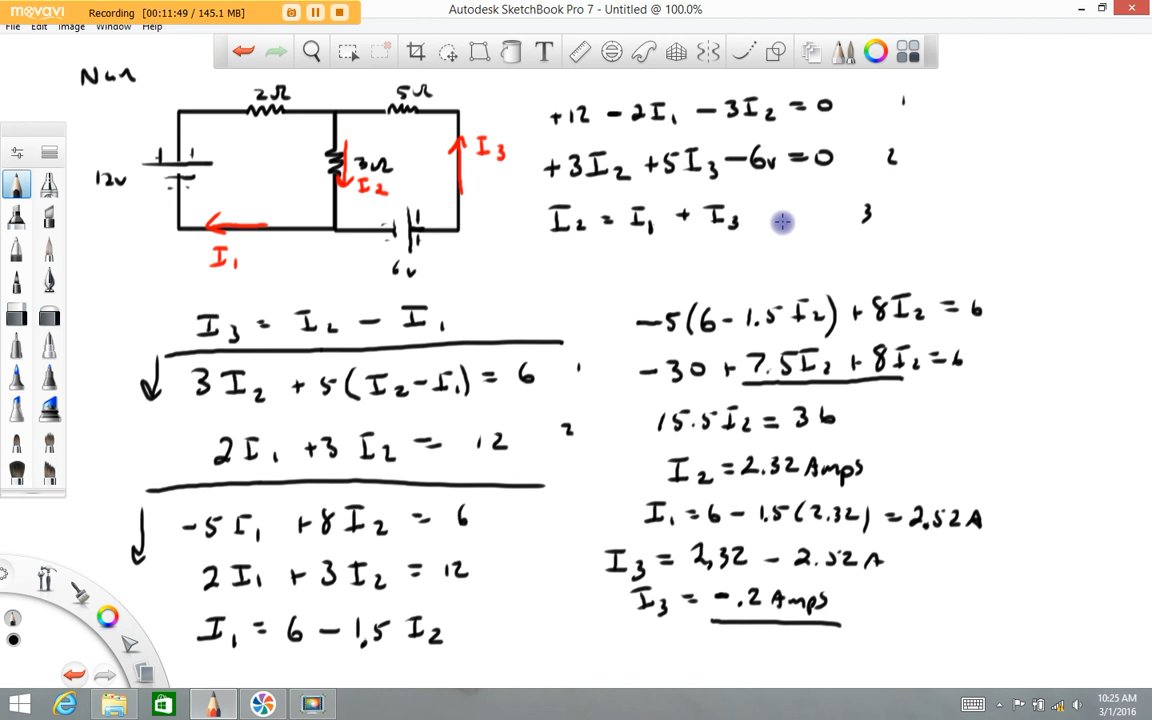 movavi Recording [ 00:11:49 / 145.1 MB ]
Autodesk SketchBook Pro 7 - Untitled @ 100.0%
File Edit Image Window Help
T
2Ω
5Ω
3Ω
12v
6v
I₁
I₂
I₃
+12 - 2I₁ - 3I₂ = 0 1
+3I₂ +5I₃ -6v = 0 2
I₂ = I₁ + I₃ 3
I₃ = I₂ - I₁
3I₂ + 5(I₂-I₁) = 6 1
2I₁ +3I₂ = 12 2
-5I₁ +8I₂ = 6
2I₁ + 3I₂ = 12
I₁ = 6 - 1.5 I₂
-5(6 - 1.5I₂) + 8I₂ = 6
-30 + 7.5I₂ + 8I₂ = 6
15.5I₂ = 36
I₂ = 2.32 Amps
I₁ = 6 - 1.5(2.32) = 2.52A
I₃ = 2.32 - 2.52A
I₃ = -.2 Amps
10:25 AM
3/1/2016